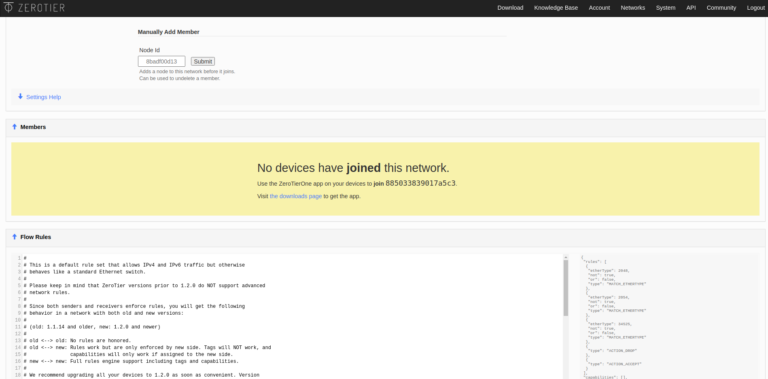 ZEROTIER
Download Knowledge Base Account Networks System API Community Logout
Manually Add Member
Node Id
8badf00d13 Submit
Adds a node to this network before it joins.
Can be used to undelete a member.
Settings Help
Members
No devices have joined this network.
Use the ZeroTierOne app on your devices to join 885033839017a5c3.
Visit the downloads page to get the app.
Flow Rules
1 #
2 # This is a default rule set that allows IPv4 and IPv6 traffic but otherwise
3 # behaves like a standard Ethernet switch.
4 #
5 # Please keep in mind that ZeroTier versions prior to 1.2.0 do NOT support advanced
6 # network rules.
7 #
8 # Since both senders and receivers enforce rules, you will get the following
9 # behavior in a network with both old and new versions:
10 #
11 # (old: 1.1.14 and older, new: 1.2.0 and newer)
12 #
13 # old <--> old: No rules are honored.
14 # old <--> new: Rules work but are only enforced by new side. Tags will NOT work, and
15 # capabilities will only work if assigned to the new side.
16 # new <--> new: Full rules engine support including tags and capabilities.
17 #
18 # We recommend upgrading all your devices to 1.2.0 as soon as convenient. Version
{
"rules": [
{
"etherType": 2048,
"not": true,
"or": false,
"type": "MATCH_ETHERTYPE"
},
{
"etherType": 2054,
"not": true,
"or": false,
"type": "MATCH_ETHERTYPE"
},
{
"etherType": 34525,
"not": true,
"or": false,
"type": "MATCH_ETHERTYPE"
},
{
"type": "ACTION_DROP"
},
{
"type": "ACTION_ACCEPT"
}
],
"capabilities": [],